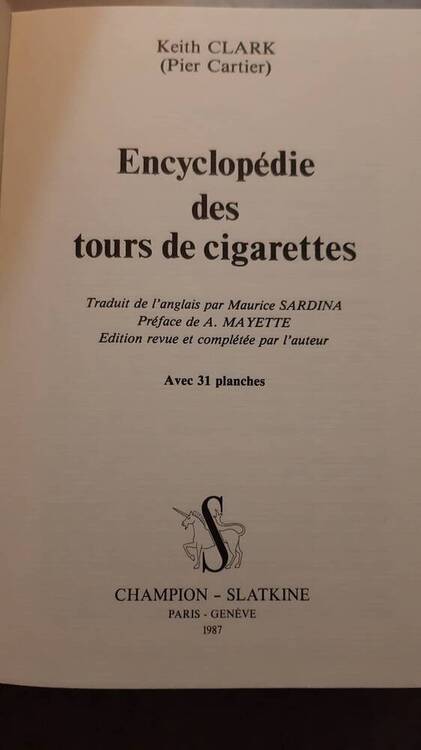 Keith CLARK
(Pier Cartier)
Encyclopédie
des
tours de cigarettes
Traduit de l'anglais par Maurice SARDINA
Préface de A. MAYETTE
Edition revue et complétée par l'auteur
Avec 31 planches
S
CHAMPION – SLATKINE
PARIS - GENÈVE
1987